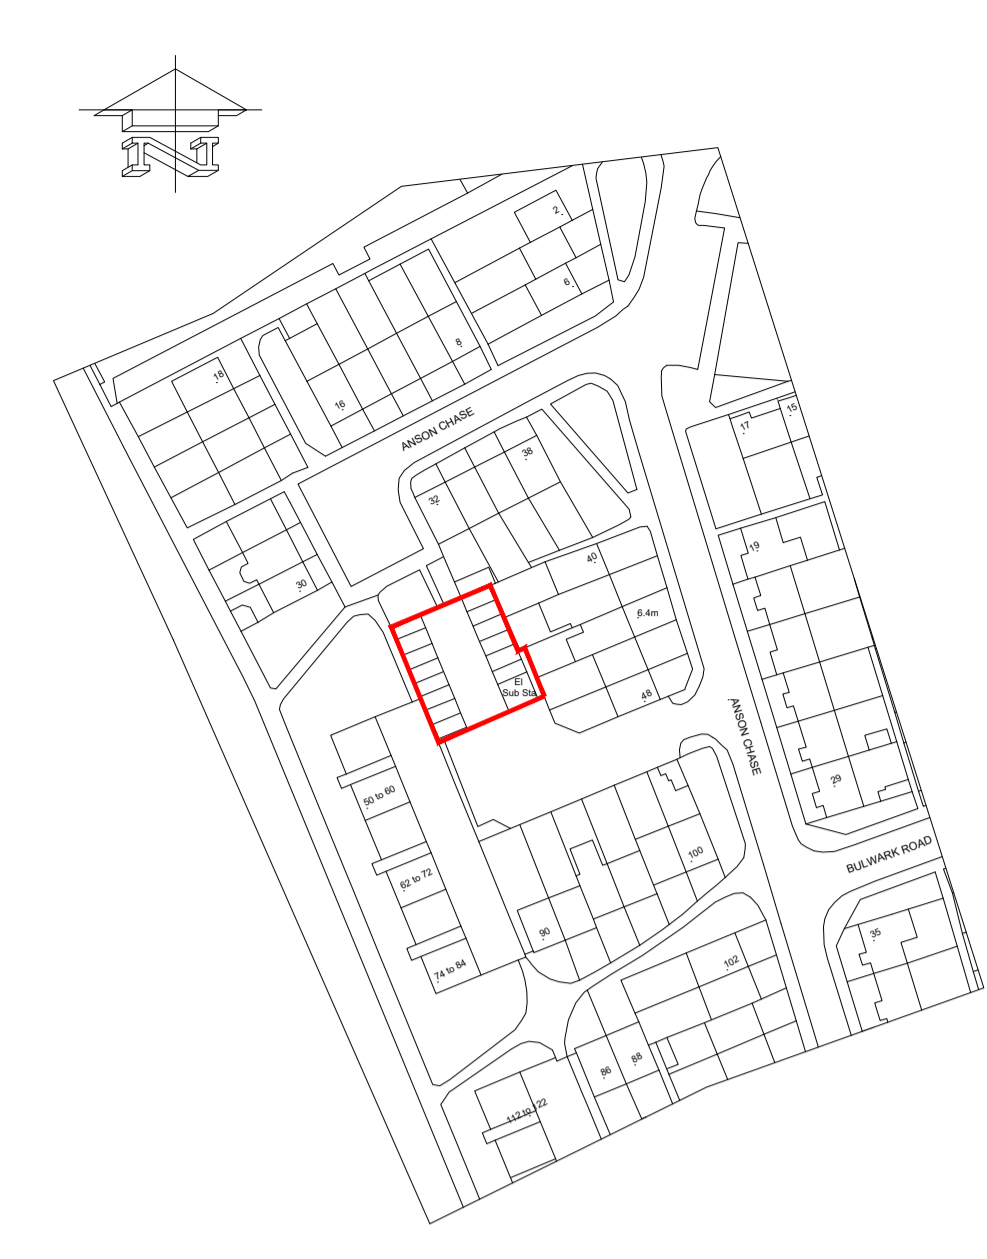 N
2
6
8
18
16
ANSON CHASE
15
17
38
32
19
40
30
6.4m
El
Sub Sta
48
ANSON CHASE
29
50 to 60
BULWARK ROAD
100
62 to 72
90
35
102
74 to 84
88
86
112 to 122